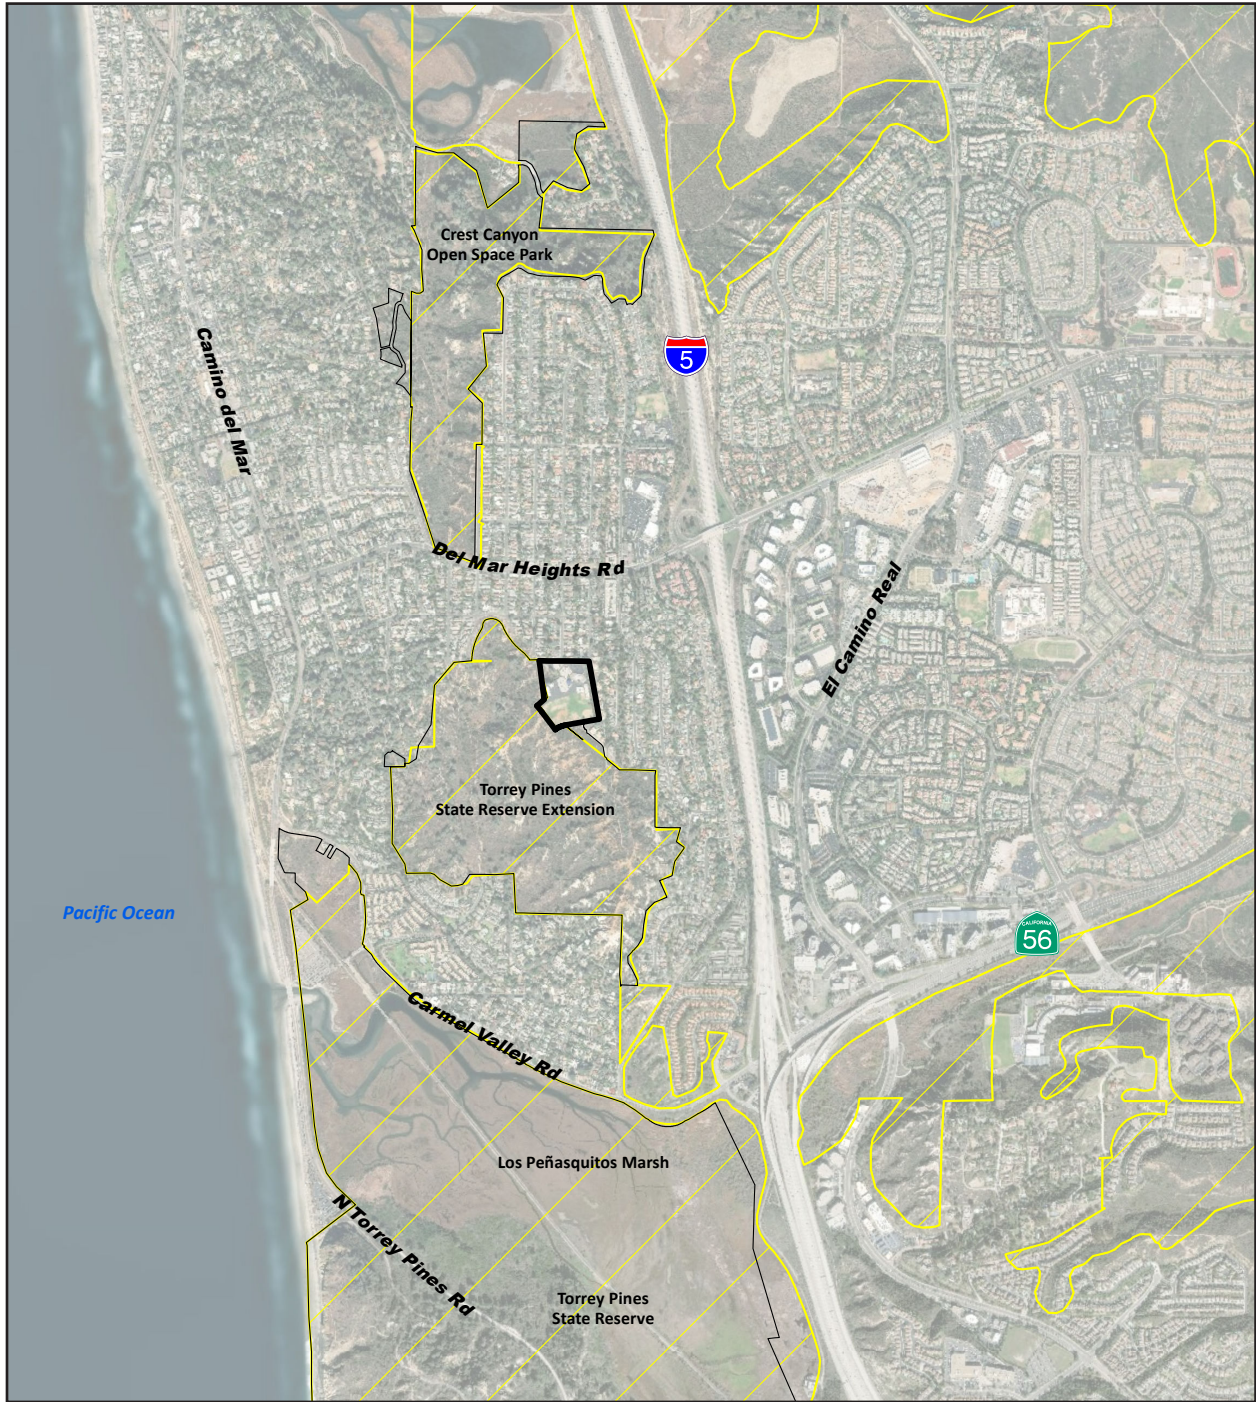 Crest Canyon
Open Space Park
Camino del Mar
5
Del Mar Heights Rd
El Camino Real
Torrey Pines
State Reserve Extension
Pacific Ocean
CALIFORNIA
56
Carmel Valley Rd
Los Peñasquitos Marsh
N Torrey Pines Rd
Torrey Pines
State Reserve